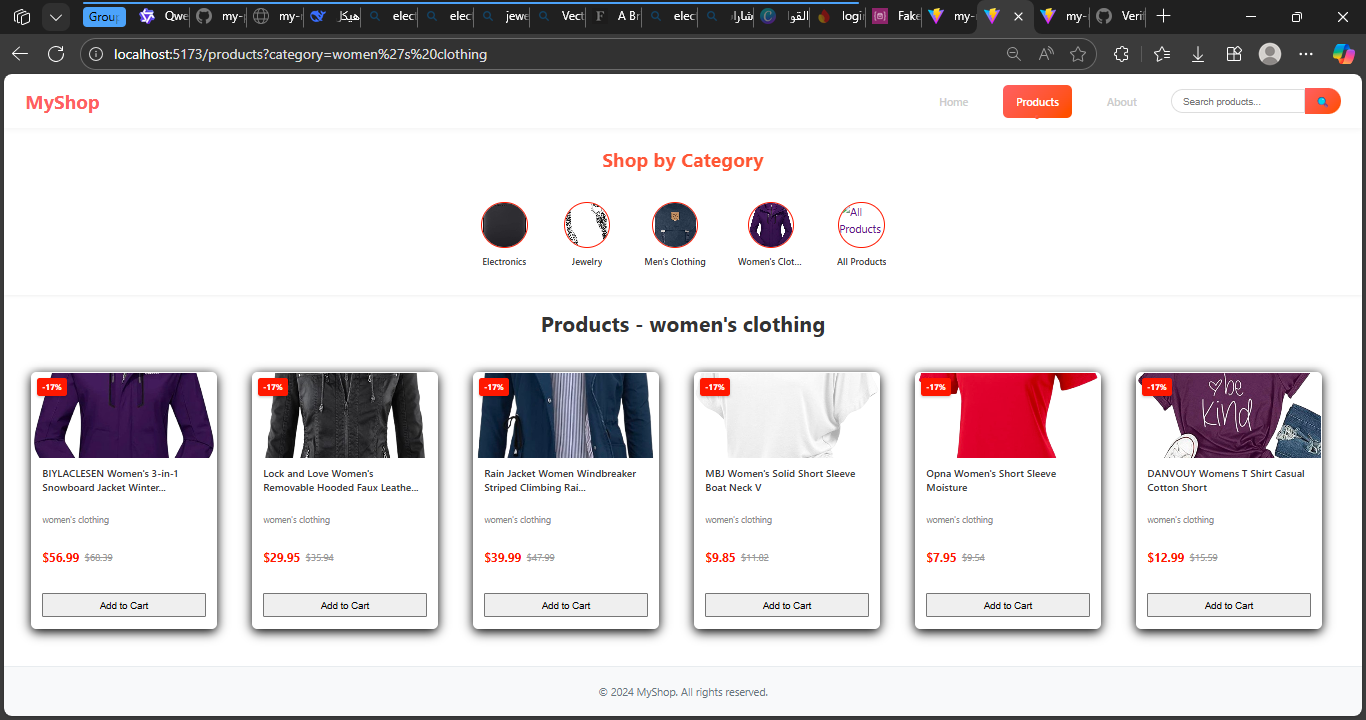 Group
Qwe
my-
my-
هيكل
elect
elec
jewe
Vect
A Br
elec
شارات
القوا
logi
Fake
my-
my-
Verif
localhost:5173/products?category=women%27s%20clothing
MyShop
Home
Products
About
Search products...
Shop by Category
All Products
Electronics
Jewelry
Men's Clothing
Women's Clot...
All Products
Products - women's clothing
-17%
-17%
-17%
-17%
-17%
-17%
be
kind
BIYLACLESEN Women's 3-in-1
Snowboard Jacket Winter...
Lock and Love Women's
Removable Hooded Faux Leathe...
Rain Jacket Women Windbreaker
Striped Climbing Rai...
MBJ Women's Solid Short Sleeve
Boat Neck V
Opna Women's Short Sleeve
Moisture
DANVOUY Womens T Shirt Casual
Cotton Short
women's clothing
women's clothing
women's clothing
women's clothing
women's clothing
women's clothing
$56.99 $68.39
$29.95 $35.94
$39.99 $47.99
$9.85 $11.82
$7.95 $9.54
$12.99 $15.59
Add to Cart
Add to Cart
Add to Cart
Add to Cart
Add to Cart
Add to Cart
© 2024 MyShop. All rights reserved.